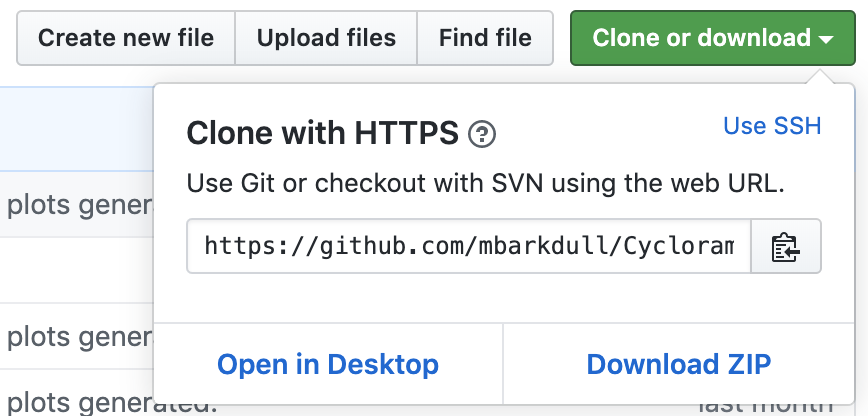 Create new file Upload files Find file Clone or download
Clone with HTTPS ? Use SSH
Use Git or checkout with SVN using the web URL.
plots gener
https://github.com/mbarkdull/Cycloram
plots gener
Open in Desktop Download ZIP
plots generated. last month